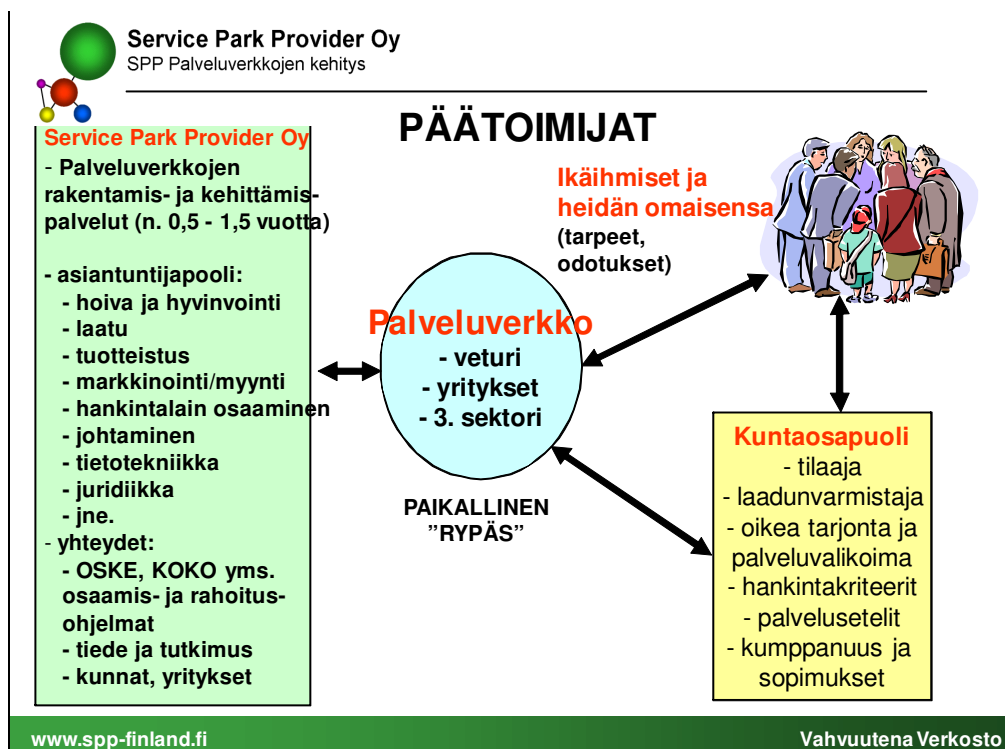 Service Park Provider Oy
SPP Palveluverkkojen kehitys
PÄÄTOIMIJAT
Service Park Provider Oy
- Palveluverkkojen
rakentamis- ja kehittämis-
palvelut (n. 0,5 - 1,5 vuotta)
- asiantuntijapooli:
- hoiva ja hyvinvointi
- laatu
- tuotteistus
- markkinointi/myynti
- hankintalain osaaminen
- johtaminen
- tietotekniikka
- juridiikka
- jne.
- yhteydet:
- OSKE, KOKO yms.
osaamis- ja rahoitus-
ohjelmat
- tiede ja tutkimus
- kunnat, yritykset
Palveluverkko
- veturi
- yritykset
- 3. sektori
PAIKALLINEN
”RYPÄS”
Ikäihmiset ja
heidän omaisensa
(tarpeet,
odotukset)
Kuntaosapuoli
- tilaaja
- laadunvarmistaja
- oikea tarjonta ja
palveluvalikoima
- hankintakriteerit
- palvelusetelit
- kumppanuus ja
sopimukset
www.spp-finland.fi
Vahvuutena Verkosto